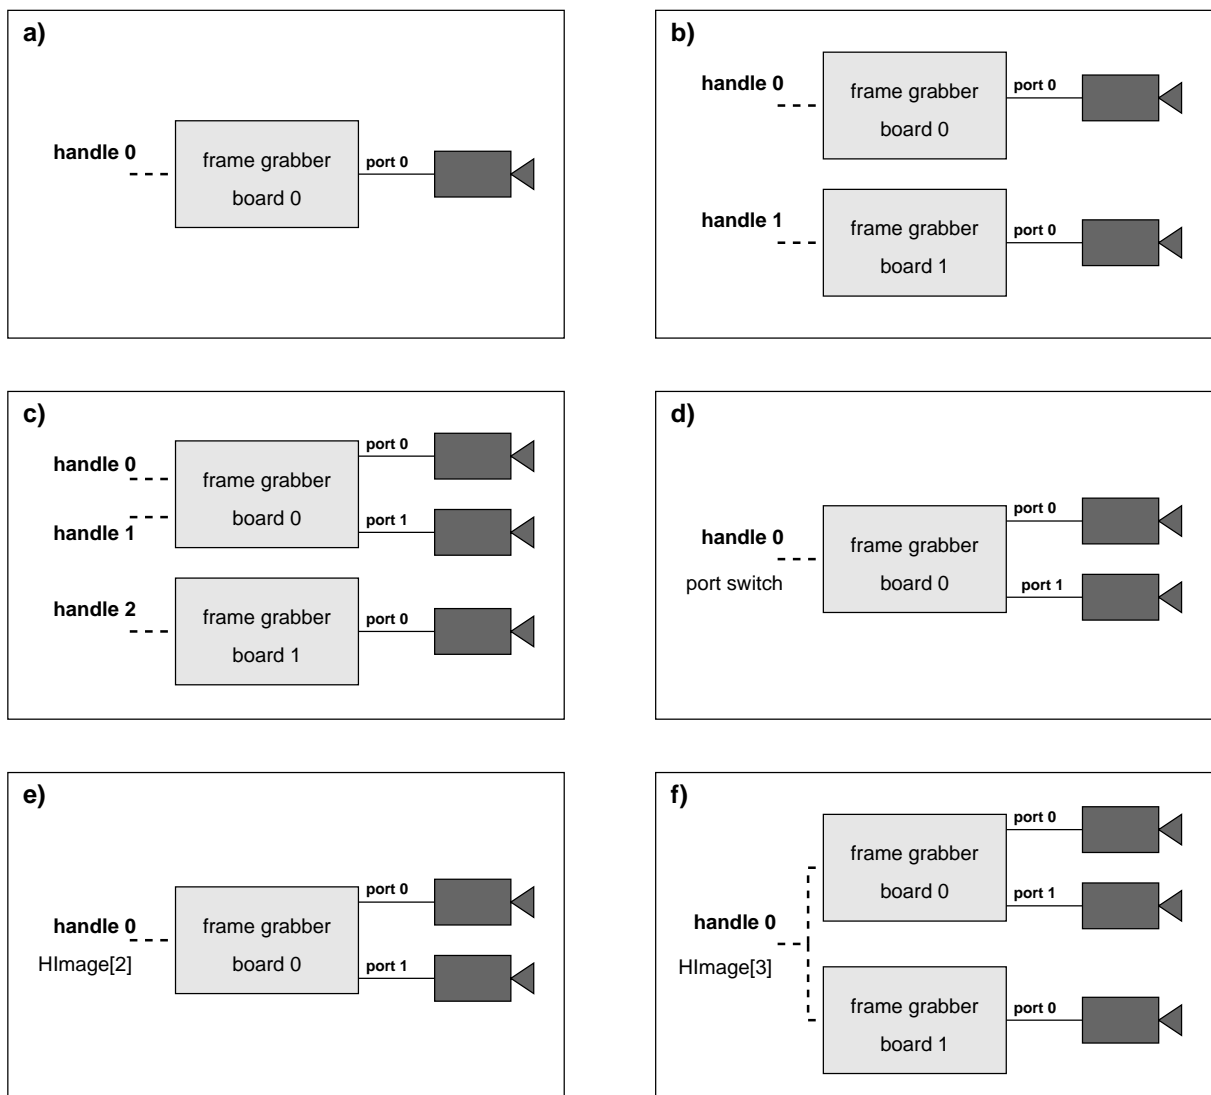 a)
handle 0
frame grabber
board 0
port 0
b)
handle 0
frame grabber
board 0
port 0
handle 1
frame grabber
board 1
port 0
c)
handle 0
handle 1
frame grabber
board 0
port 0
port 1
handle 2
frame grabber
board 1
port 0
d)
handle 0
port switch
frame grabber
board 0
port 0
port 1
e)
handle 0
HImage[2]
frame grabber
board 0
port 0
port 1
f)
handle 0
HImage[3]
frame grabber
board 0
port 0
port 1
frame grabber
board 1
port 0